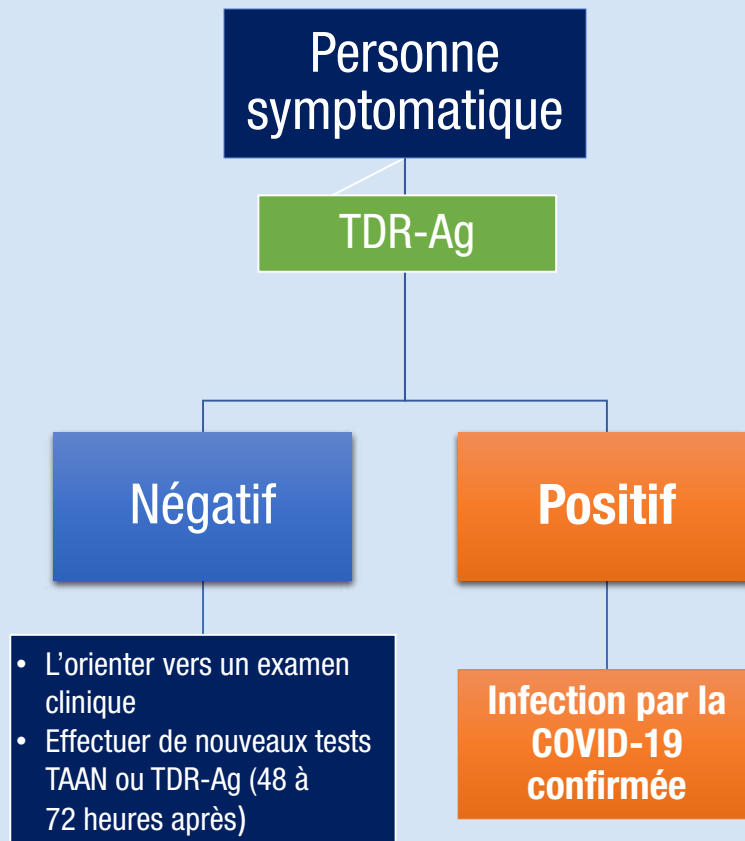 Personne
symptomatique
TDR-Ag
Négatif
Positif
• L'orienter vers un examen
clinique
• Effectuer de nouveaux tests
TAAN ou TDR-Ag (48 à
72 heures après)
Infection par la
COVID-19
confirmée